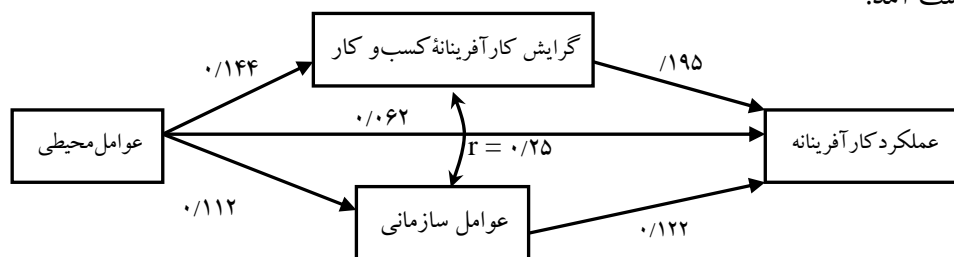 گرایش کارآفرینانهٔ کسب‌و کار
۰/۱۴۴
/۱۹۵
عوامل‌محیطی
۰/۰۶۲
عملکرد کارآفرینانه
r = ۰/۲۵
۰/۱۱۲
عوامل سازمانی
۰/۱۲۲